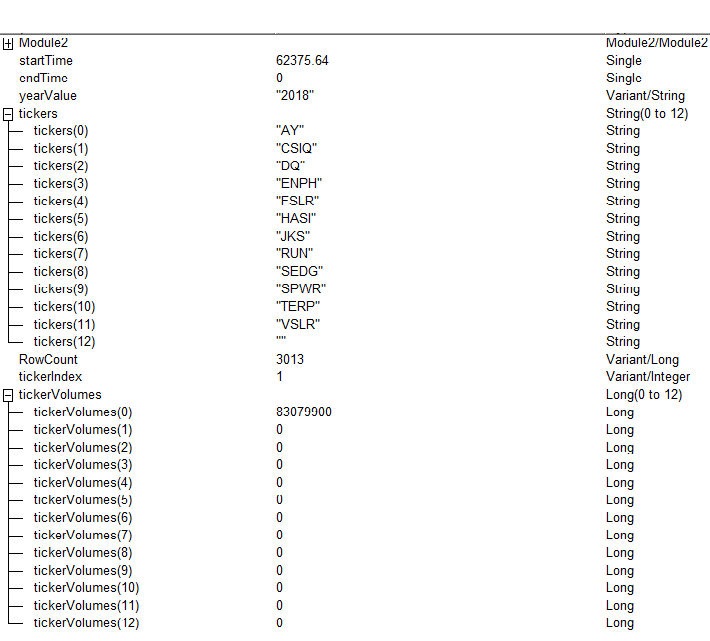 Module2 Module2/Module2
startTime 62375.64 Single
endTime 0 Single
yearValue "2018" Variant/String
tickers String(0 to 12)
tickers(0) "AY" String
tickers(1) "CSIQ" String
tickers(2) "DQ" String
tickers(3) "ENPH" String
tickers(4) "FSLR" String
tickers(5) "HASI" String
tickers(6) "JKS" String
tickers(7) "RUN" String
tickers(8) "SEDG" String
tickers(9) "SPWR" String
tickers(10) "TERP" String
tickers(11) "VSLR" String
tickers(12) "" String
RowCount 3013 Variant/Long
tickerIndex 1 Variant/Integer
tickerVolumes Long(0 to 12)
tickerVolumes(0) 83079900 Long
tickerVolumes(1) 0 Long
tickerVolumes(2) 0 Long
tickerVolumes(3) 0 Long
tickerVolumes(4) 0 Long
tickerVolumes(5) 0 Long
tickerVolumes(6) 0 Long
tickerVolumes(7) 0 Long
tickerVolumes(8) 0 Long
tickerVolumes(9) 0 Long
tickerVolumes(10) 0 Long
tickerVolumes(11) 0 Long
tickerVolumes(12) 0 Long